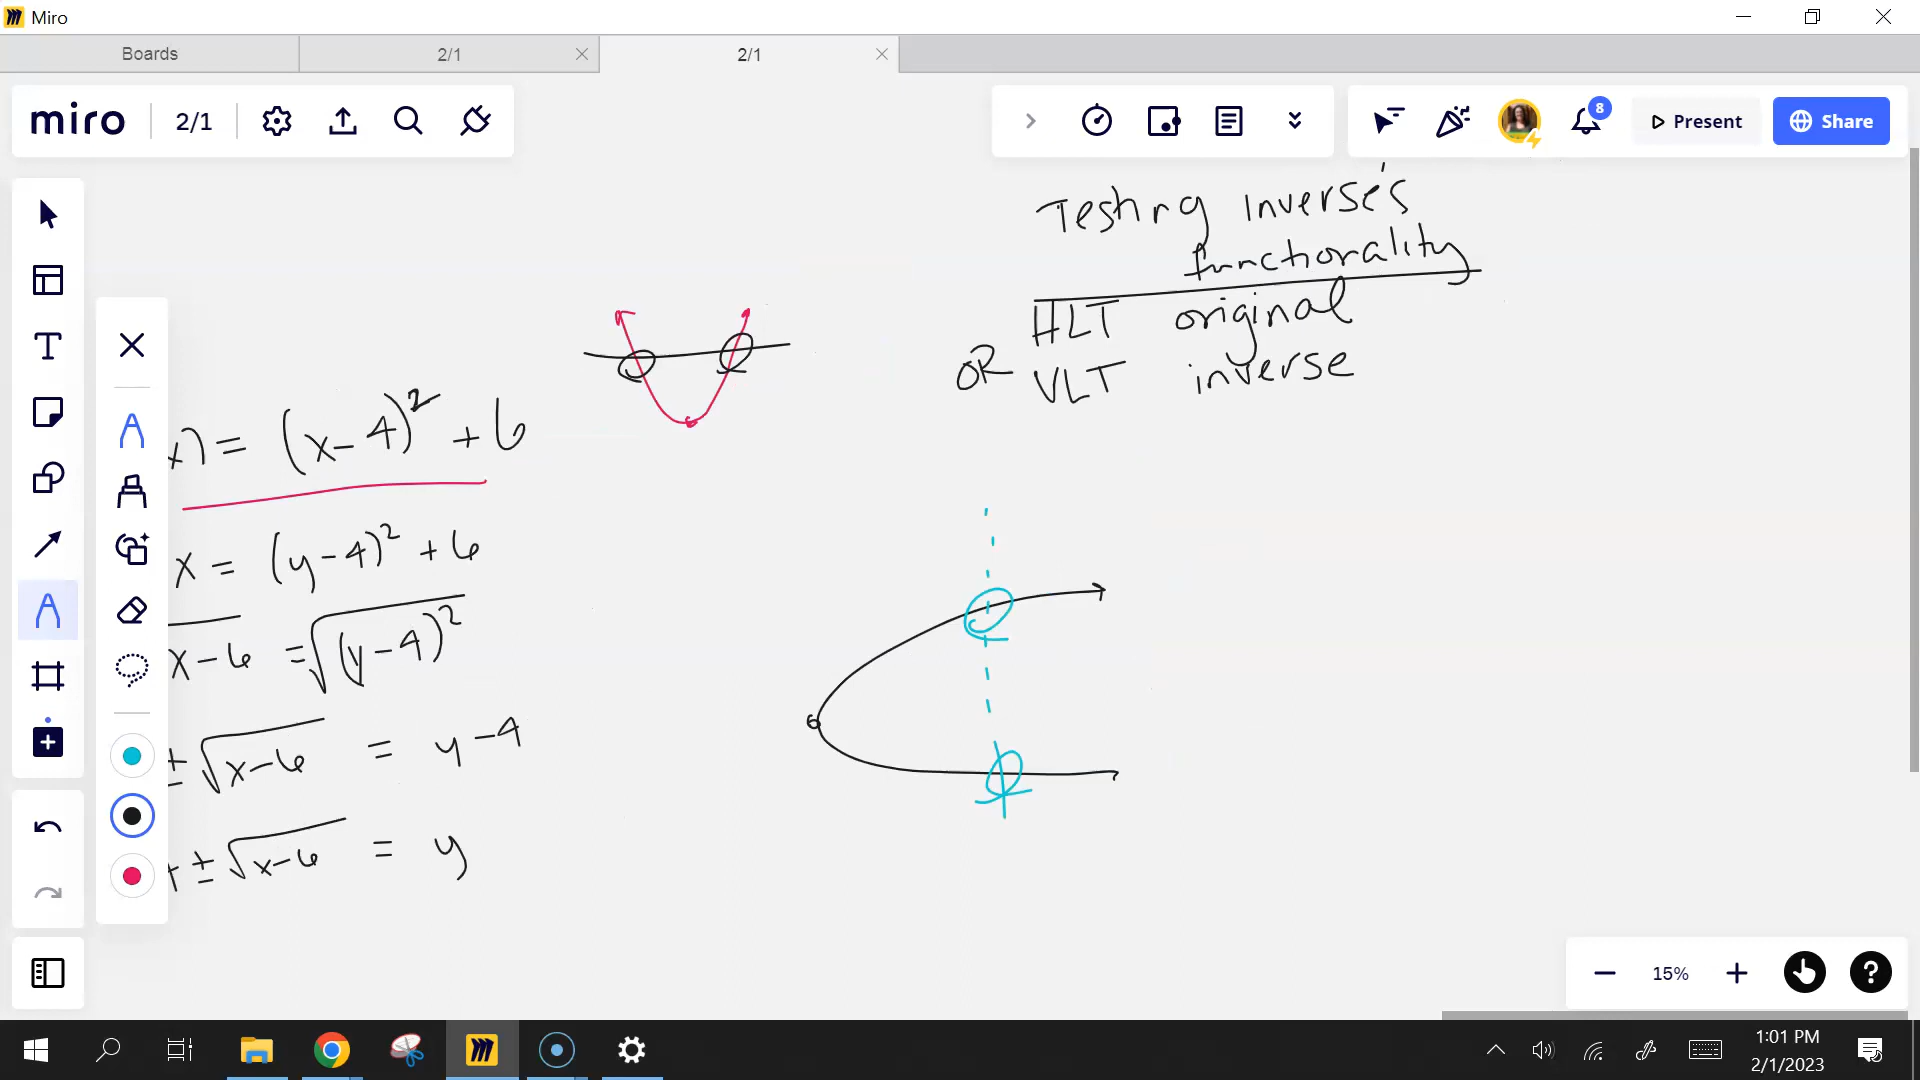 Miro
Boards
2/1
2/1
miro
2/1
8
Present
Share
Testing inverse's
functionality
HLT original
OR VLT inverse
x) = (x-4)² + 6
x = (y-4)² + 6
x-6 = √(y-4)²
± √x-6 = y-4
± √x-6 = y
15%
1:01 PM
2/1/2023